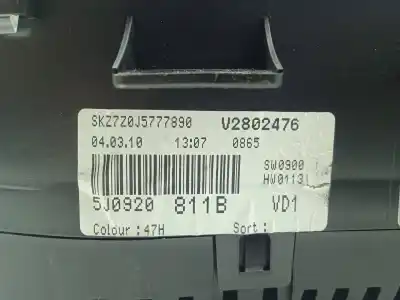 SKZ7Z0J5777890 V2802476
04.03.10 13:07 0865
SW0900
HW0113
5J0920 811B VD1
Colour : 47H Sort :